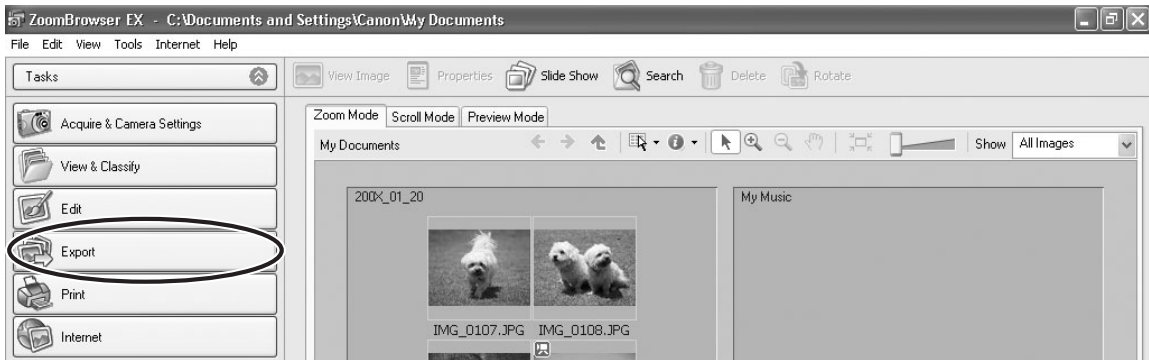 ZoomBrowser EX - C:\Documents and Settings\Canon\My Documents
File Edit View Tools Internet Help
Tasks
View Image Properties Slide Show Search Delete Rotate
Acquire & Camera Settings
View & Classify
Edit
Export
Print
Internet
Zoom Mode Scroll Mode Preview Mode
My Documents
Show All Images
200X_01_20
My Music
IMG_0107.JPG IMG_0108.JPG